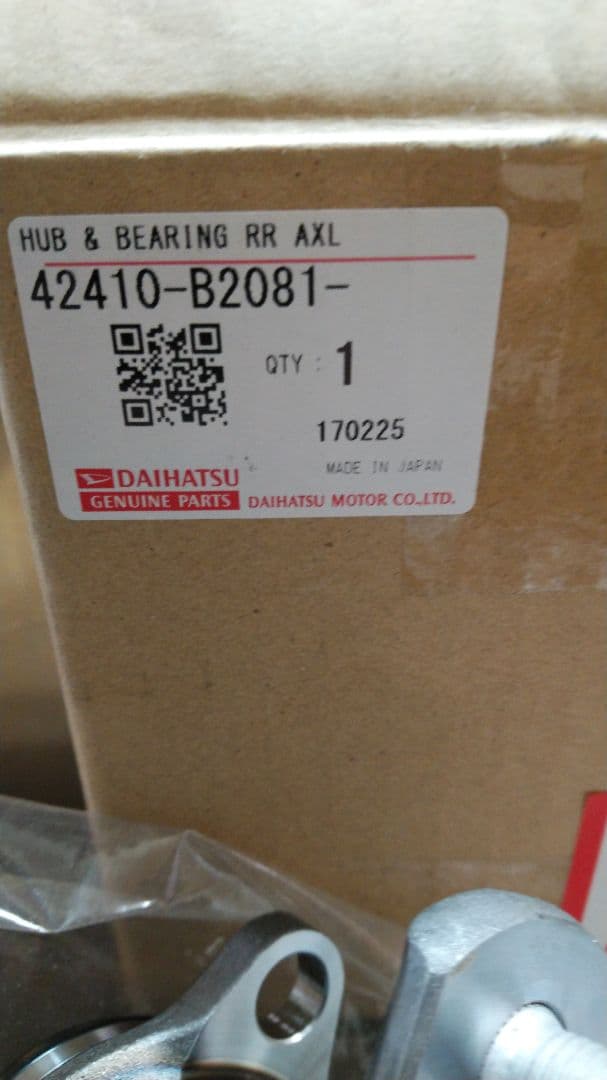 HUB & BEARING RR AXL
42410-B2081-
QTY : 1
170225
MADE IN JAPAN
DAIHATSU
GENUINE PARTS
DAIHATSU MOTOR CO.,LTD.